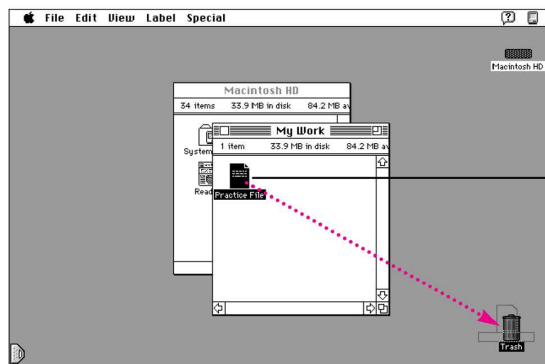 File Edit View Label Special
Macintosh HD
Macintosh HD
34 items 33.9 MB in disk 84.2 MB av
My Work
1 item 33.9 MB in disk 84.2 MB av
System
Read
Practice File
Trash